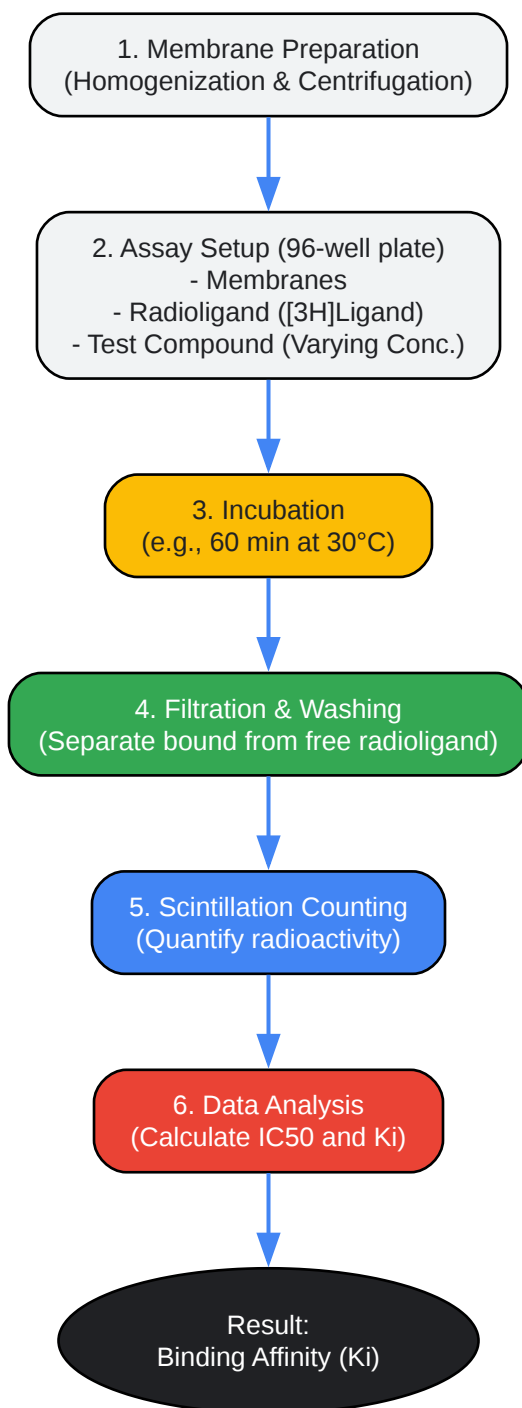 1. Membrane Preparation
(Homogenization & Centrifugation)
2. Assay Setup (96-well plate)
- Membranes
- Radioligand ([3H]Ligand)
- Test Compound (Varying Conc.)
3. Incubation
(e.g., 60 min at 30°C)
4. Filtration & Washing
(Separate bound from free radioligand)
5. Scintillation Counting
(Quantify radioactivity)
6. Data Analysis
(Calculate IC50 and Ki)
Result:
Binding Affinity (Ki)